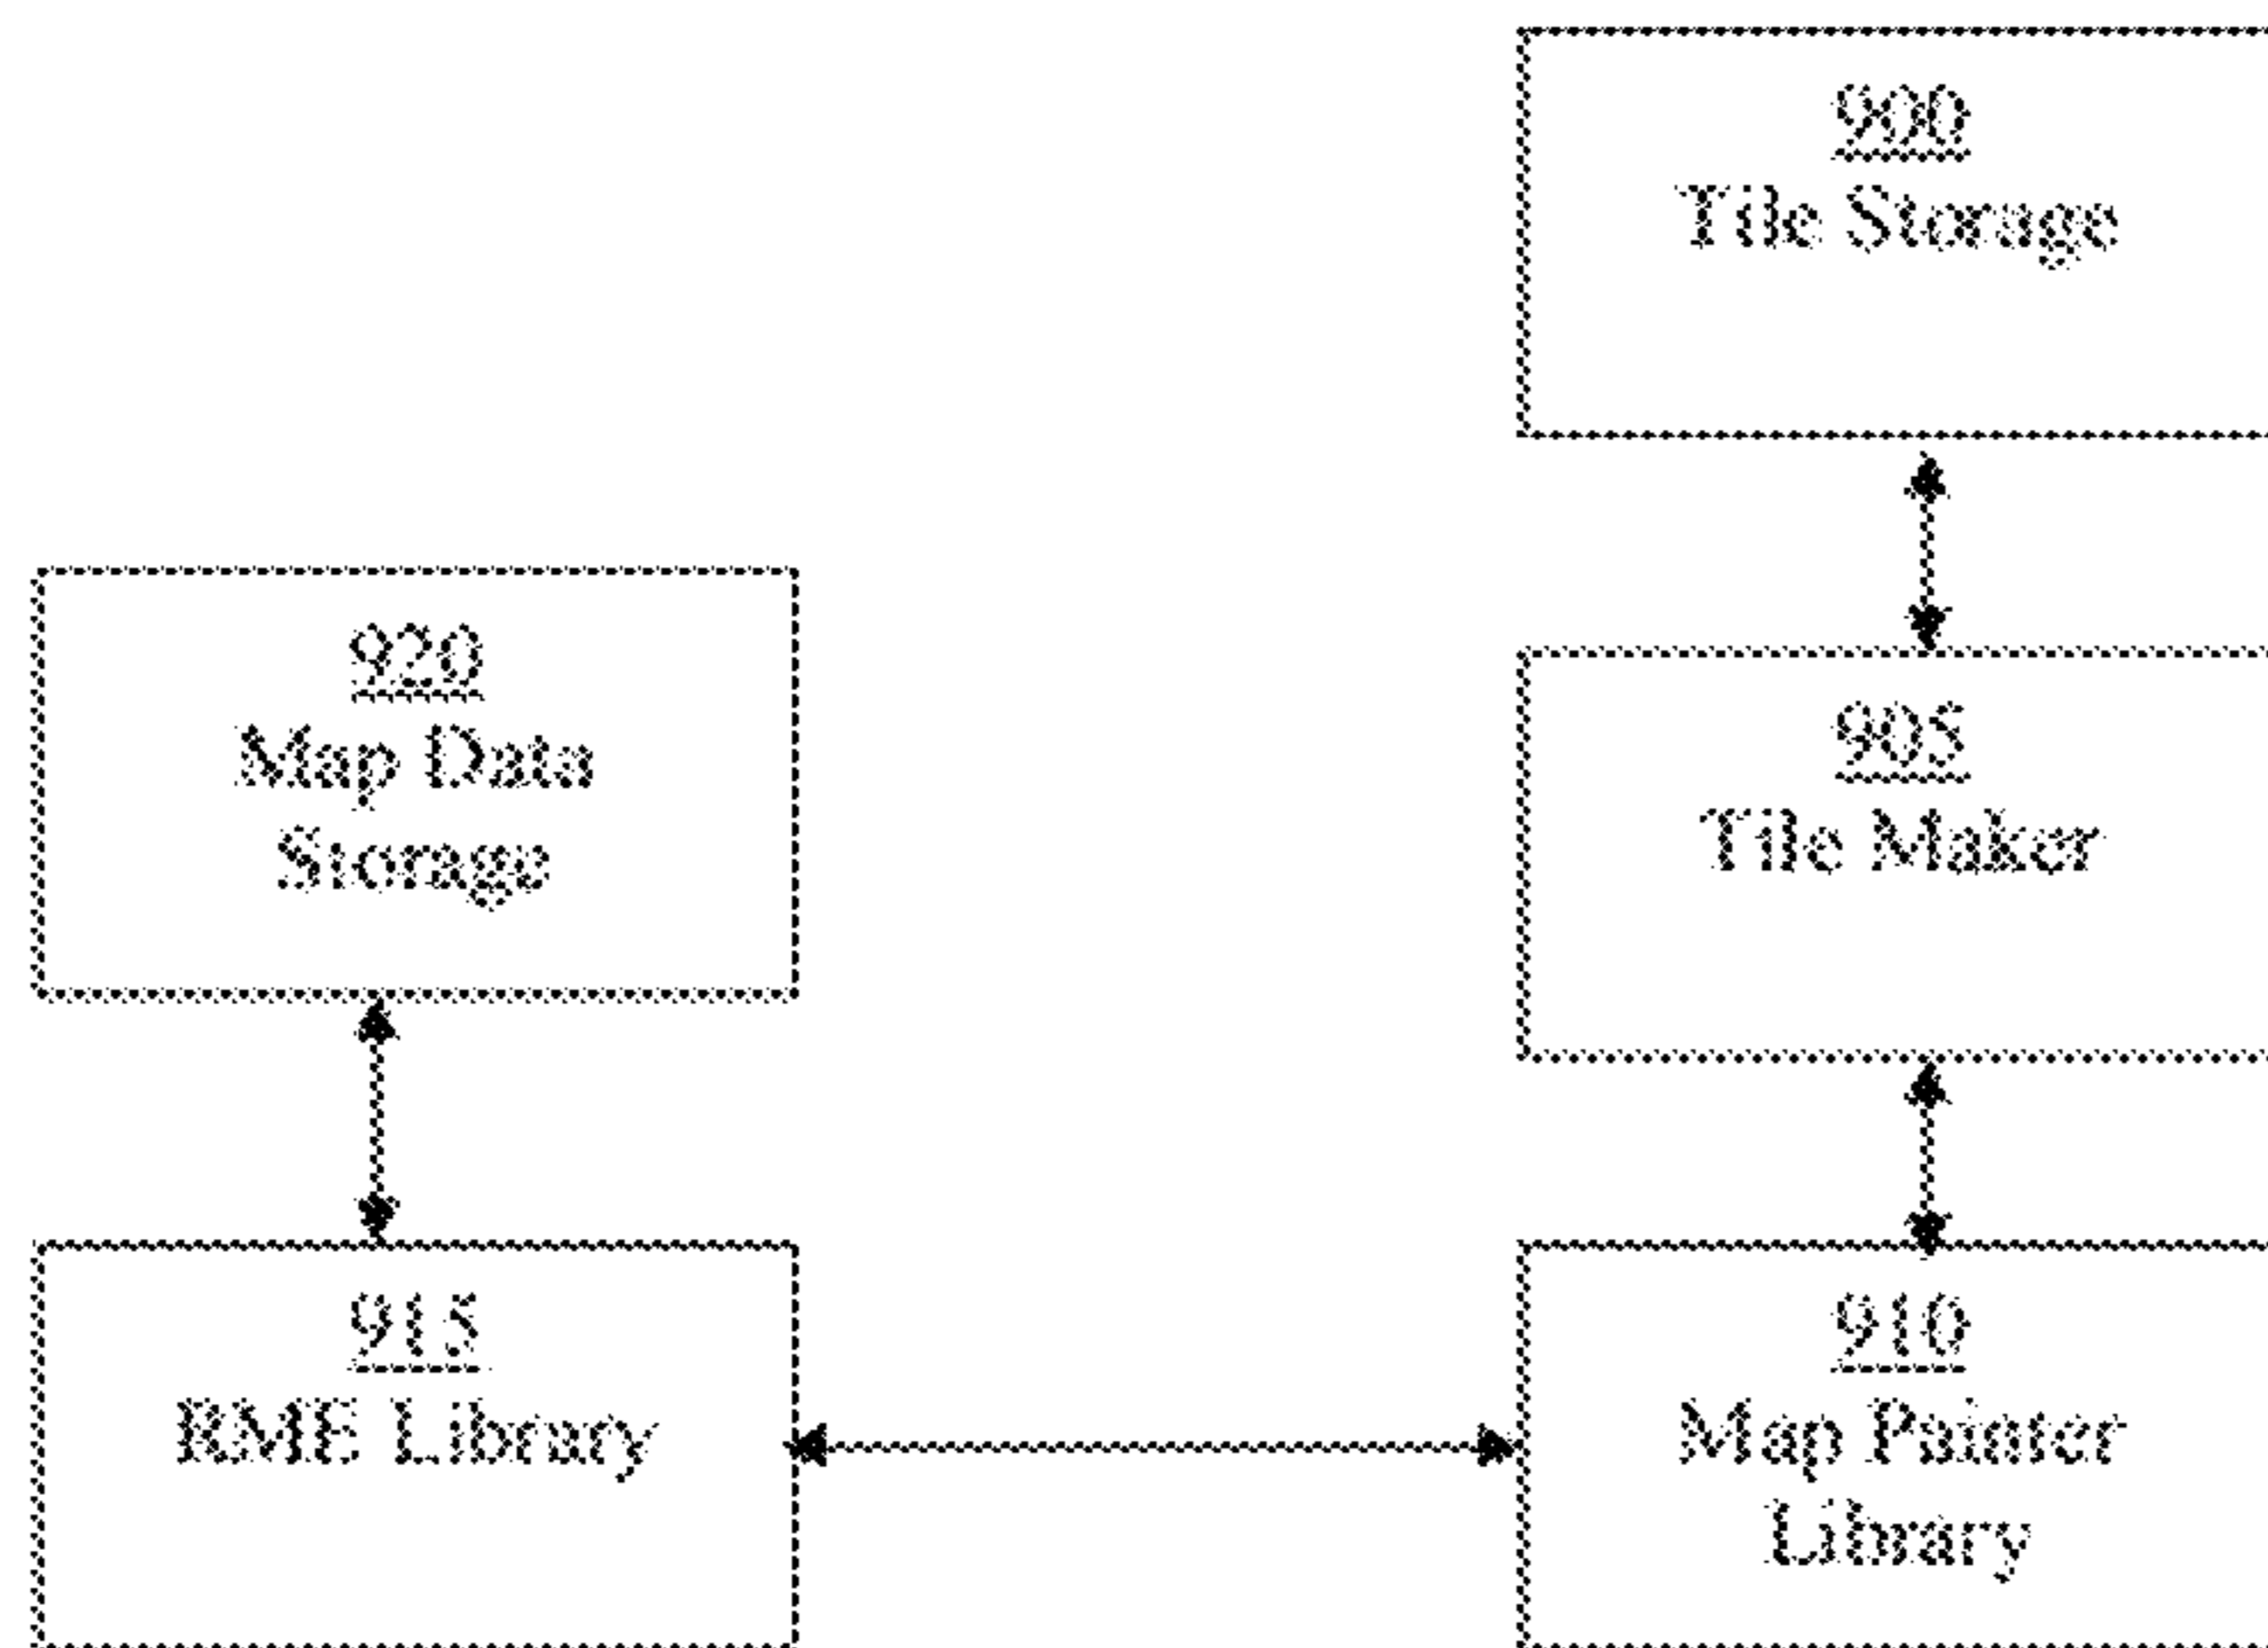 900
Tile Storage
920
Map Data
Storage
905
Tile Maker
915
RME Library
910
Map Painter
Library